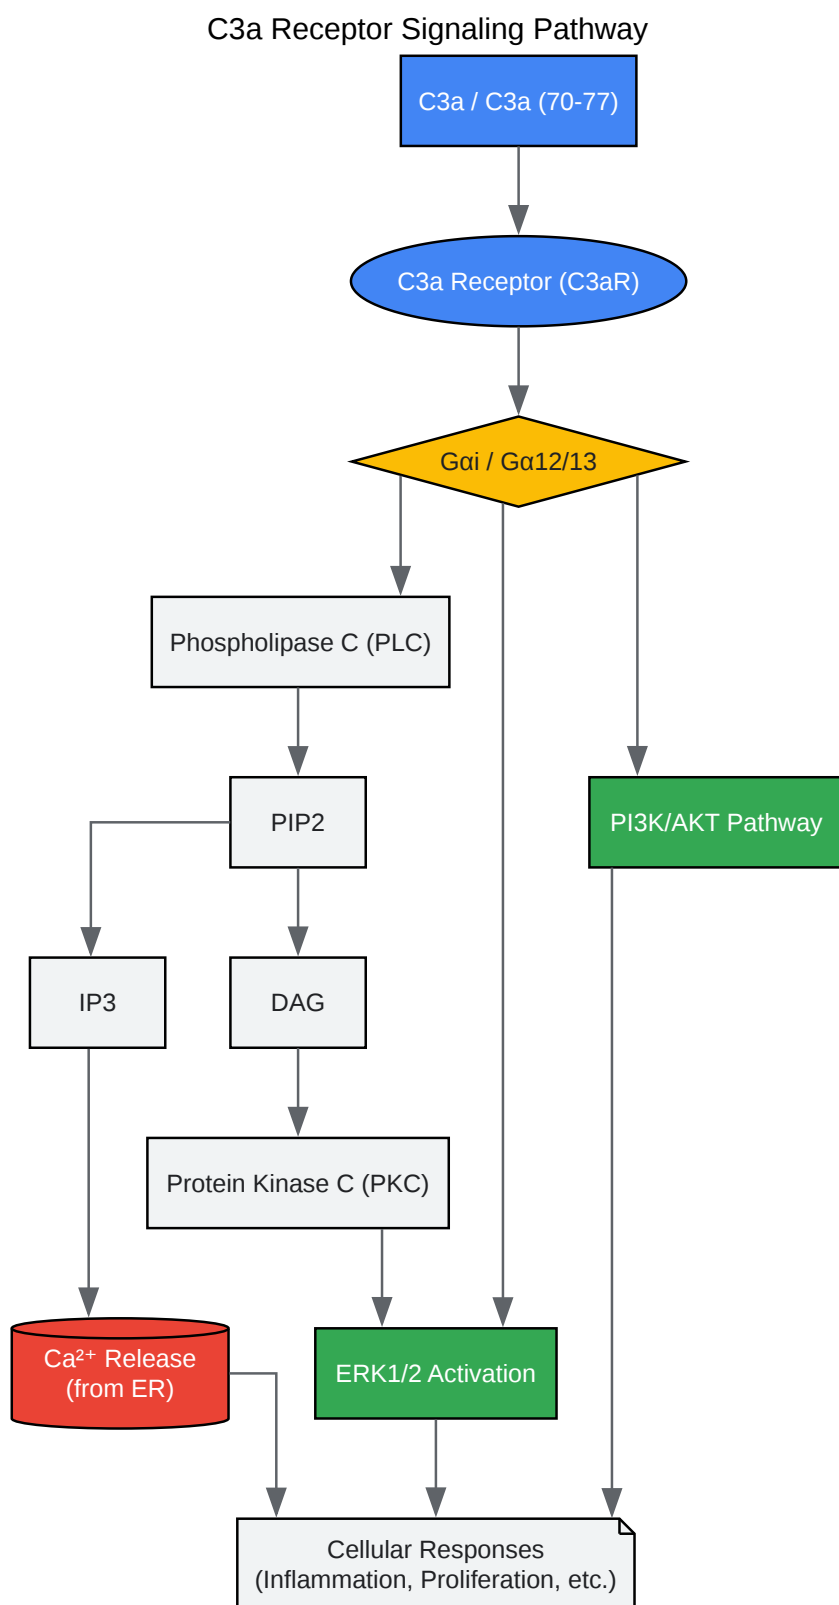 C3a Receptor Signaling Pathway
C3a / C3a (70-77)
C3a Receptor (C3aR)
Gαi / Gα12/13
Phospholipase C (PLC)
PIP2
PI3K/AKT Pathway
IP3
DAG
Protein Kinase C (PKC)
Ca²⁺ Release
(from ER)
ERK1/2 Activation
Cellular Responses
(Inflammation, Proliferation, etc.)